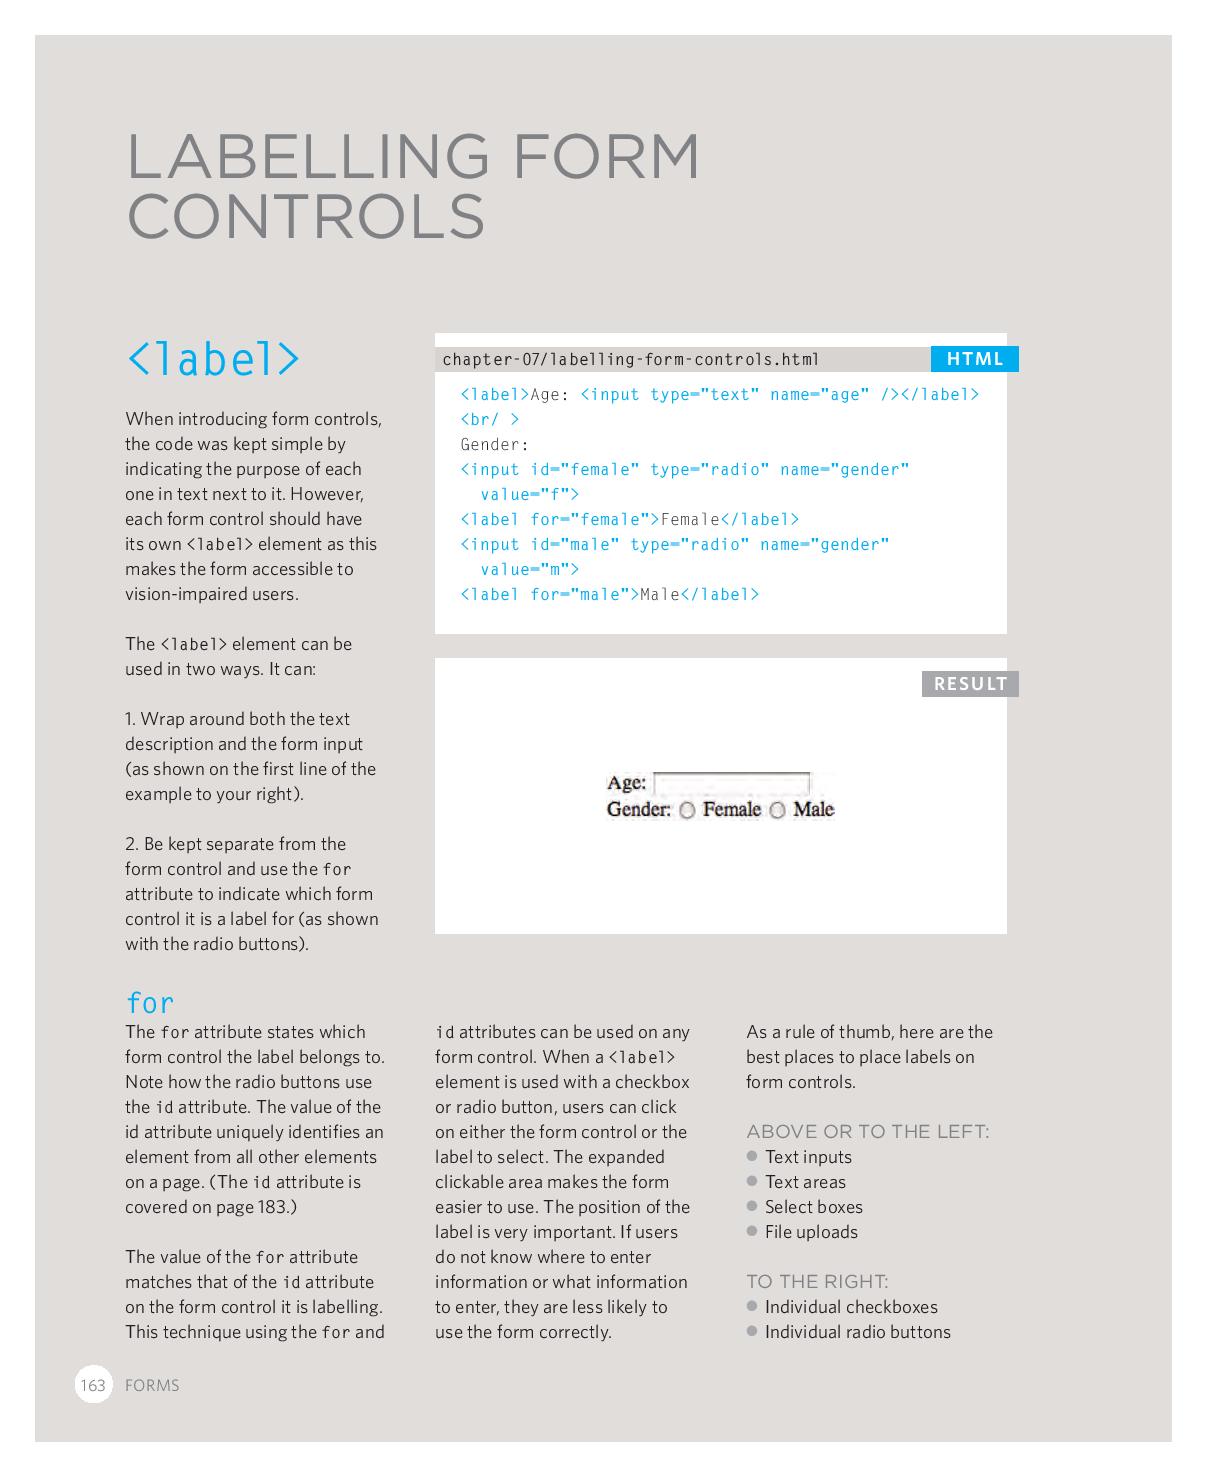 LABELLING FORM
CONTROLS
<label>
When introducing form controls,
the code was kept simple by
indicating the purpose of each
one in text next to it. However,
each form control should have
its own <label> element as this
makes the form accessible to
vision-impaired users.
The <label> element can be
used in two ways. It can:
1. Wrap around both the text
description and the form input
(as shown on the first line of the
example to your right).
2. Be kept separate from the
form control and use the for
attribute to indicate which form
control it is a label for (as shown
with the radio buttons).
chapter-07/labelling-form-controls.html
HTML
<label>Age: <input type="text" name="age" /></label>
<br/ >
Gender:
<input id="female" type="radio" name="gender"
value="f">
<label for="female">Female</label>
<input id="male" type="radio" name="gender"
value="m">
<label for="male">Male</label>
RESULT
Age:
Gender: Female Male
for
The for attribute states which
form control the label belongs to.
Note how the radio buttons use
the id attribute. The value of the
id attribute uniquely identifies an
element from all other elements
on a page. (The id attribute is
covered on page 183.)
The value of the for attribute
matches that of the id attribute
on the form control it is labelling.
This technique using the for and
id attributes can be used on any
form control. When a <label>
element is used with a checkbox
or radio button, users can click
on either the form control or the
label to select. The expanded
clickable area makes the form
easier to use. The position of the
label is very important. If users
do not know where to enter
information or what information
to enter, they are less likely to
use the form correctly.
As a rule of thumb, here are the
best places to place labels on
form controls.
ABOVE OR TO THE LEFT:
● Text inputs
● Text areas
● Select boxes
● File uploads
TO THE RIGHT:
● Individual checkboxes
● Individual radio buttons
163 FORMS